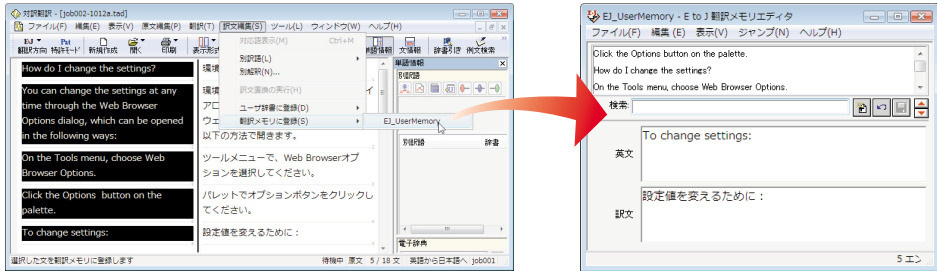 対訳翻訳 - [job002-1012a.tad]
ファイル(F) 編集(E) 表示(V) 原文編集(P) 翻訳(T) 訳文編集(S) ツール(L) ウィンドウ(W) ヘルプ(H)
EJ Pat
翻訳方向 特許モード 新規作成 開く 印刷 表示形式 単語情報 文情報 辞書引き 例文検索
対応語表示(M) Ctrl+M
別訳語(L)
別解釈(N)...
訳文置換の実行(H)
ユーザ辞書に登録(D)
翻訳メモリに登録(S)
EJ_UserMemory
How do I change the settings?
環境
You can change the settings at any
time through the Web Browser
Options dialog, which can be opened
in the following ways:
環境
アロ
ウェ
以下の方法で開きます。
On the Tools menu, choose Web
Browser Options.
ツールメニューで、Web Browserオプ
ションを選択してください。
Click the Options button on the
palette.
パレットでオプションボタンをクリックし
てください。
To change settings:
設定値を変えるために：
単語情報
別訳語
別訳語 辞書
電子辞典
選択した文を翻訳メモリに登録します
待機中 原文 5 / 18 文 英語から日本語へ job001
EJ_UserMemory - E to J 翻訳メモリエディタ
ファイル(F) 編集(E) 表示(V) ジャンプ(N) ヘルプ(H)
Click the Options button on the palette.
How do I change the settings?
On the Tools menu, choose Web Browser Options.
検索:
英文
To change settings:
訳文
設定値を変えるために：
5 エン